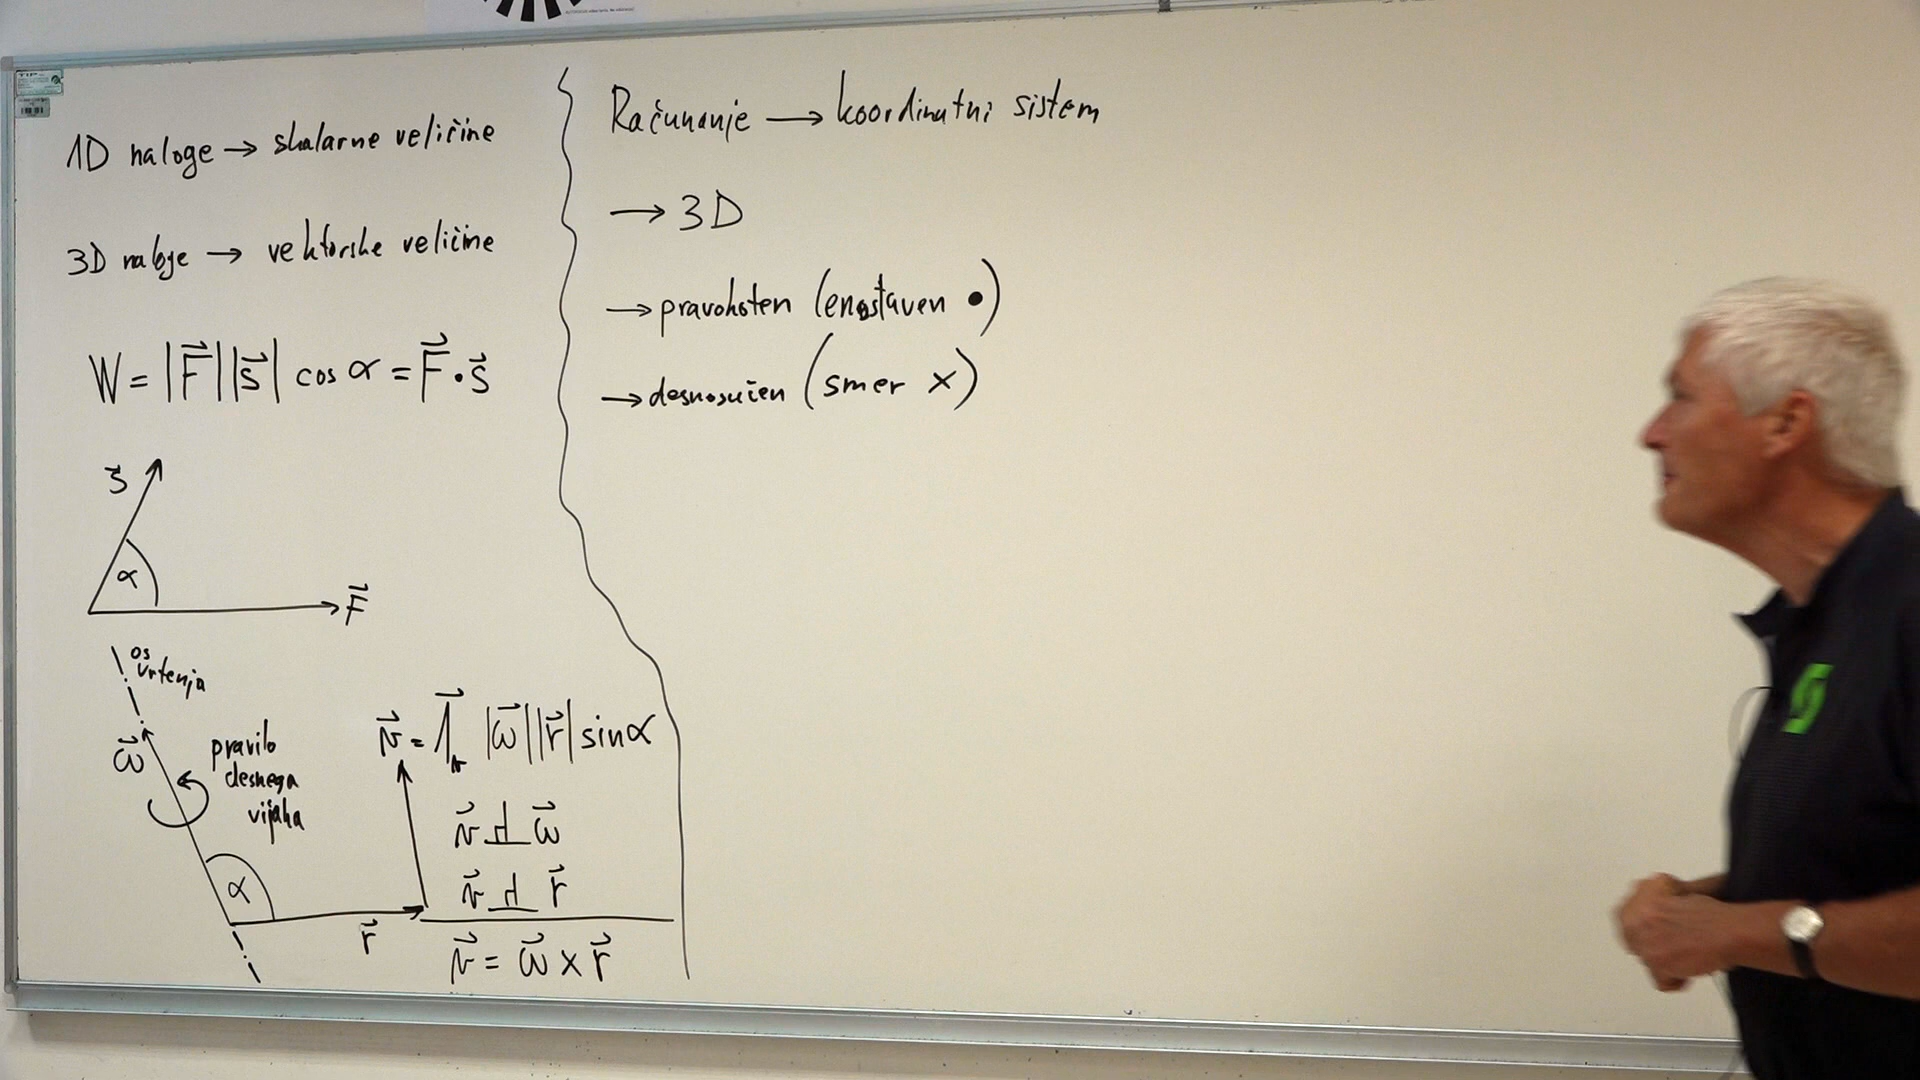 1D naloge → skalarne veličine
3D naloge → vektorske veličine
W = |F⃗||s⃗| cos α = F⃗ • s⃗
s⃗
α
F⃗
os
vrtenja
ω⃗
pravilo
desnega
vijaka
α
r⃗
v⃗ = 1⃗ᵥ |ω⃗||r⃗| sin α
v⃗ ⊥ ω⃗
v⃗ ⊥ r⃗
v⃗ = ω⃗ × r⃗
Računanje → koordinatni sistem
→ 3D
→ pravokoten (enostaven •)
→ desnosučen (smer ×)